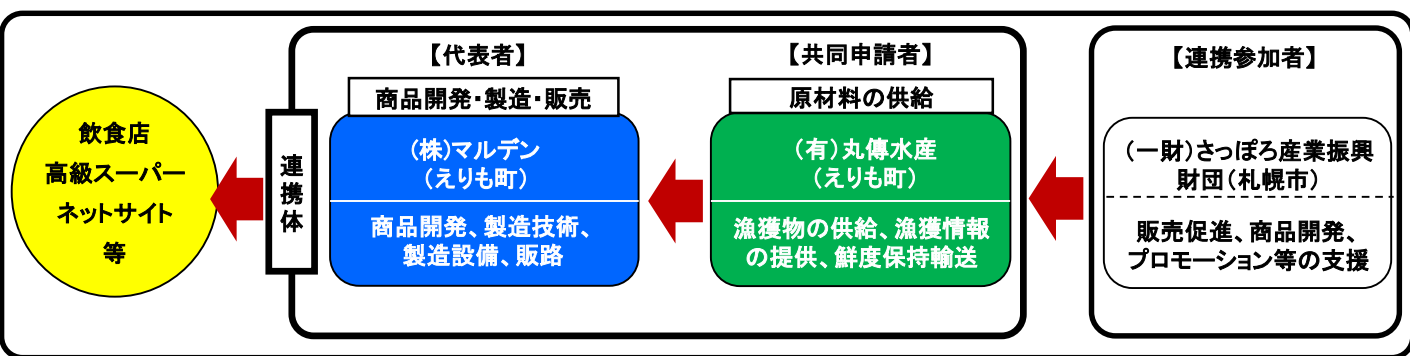 飲食店
高級スーパー
ネットサイト
等
連携体
【代表者】
商品開発・製造・販売
(株)マルデン
(えりも町)
商品開発、製造技術、
製造設備、販路
【共同申請者】
原材料の供給
(有)丸傳水産
(えりも町)
漁獲物の供給、漁獲情報
の提供、鮮度保持輸送
【連携参加者】
(一財)さっぽろ産業振興
財団(札幌市)
販売促進、商品開発、
プロモーション等の支援